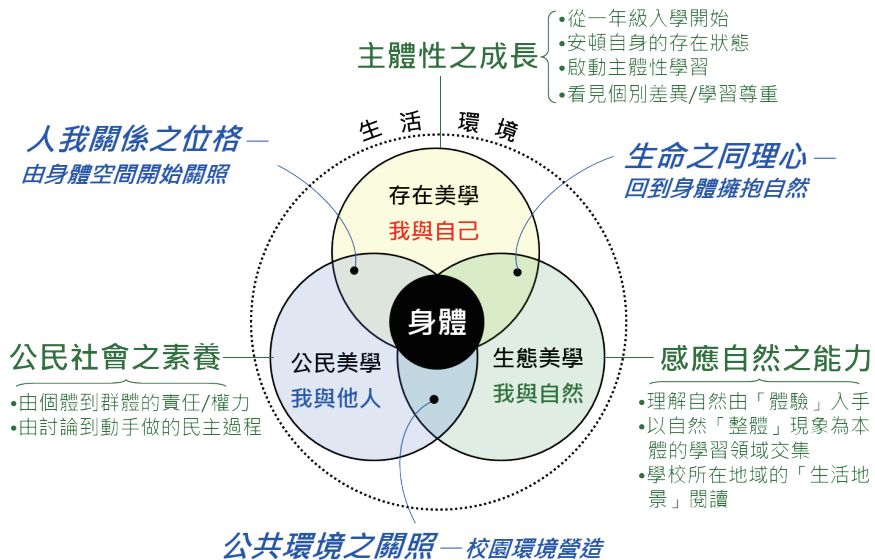 主體性之成長
•從一年級入學開始
•安頓自身的存在狀態
•啟動主體性學習
•看見個別差異/學習尊重
生活環境
人我關係之位格—
由身體空間開始關照
生命之同理心—
回到身體擁抱自然
存在美學
我與自己
身體
公民美學
我與他人
生態美學
我與自然
公民社會之素養
•由個體到群體的責任/權力
•由討論到動手做的民主過程
感應自然之能力
•理解自然由「體驗」入手
•以自然「整體」現象為本
體的學習領域交集
•學校所在地域的「生活地
景」閱讀
公共環境之關照—校園環境營造